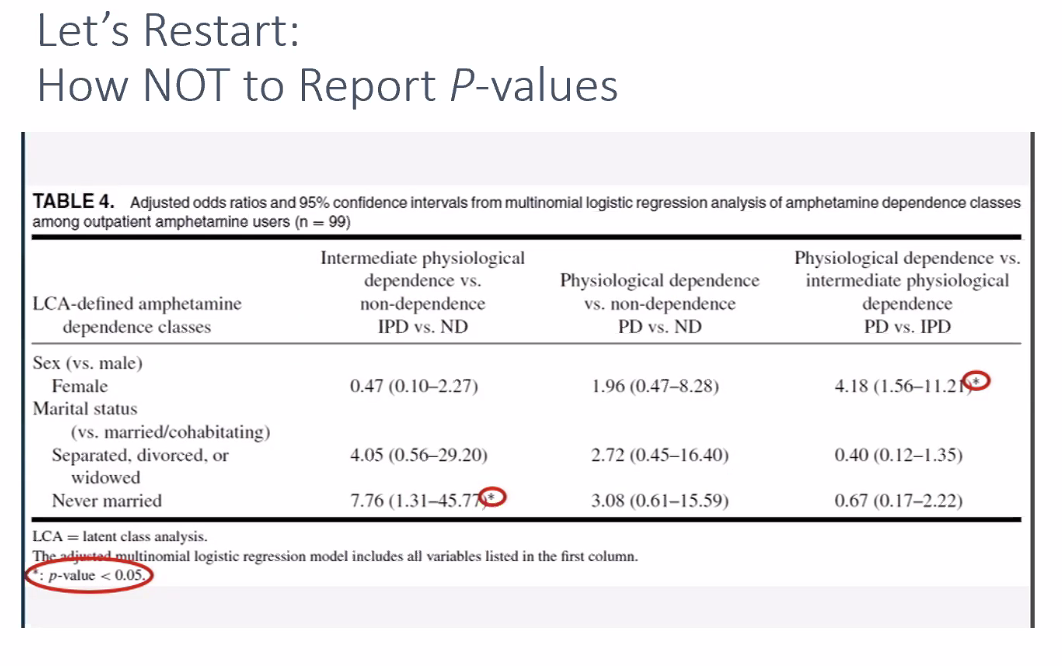 Let's Restart:
How NOT to Report P-values
TABLE 4. Adjusted odds ratios and 95% confidence intervals from multinomial logistic regression analysis of amphetamine dependence classes
among outpatient amphetamine users (n = 99)
LCA-defined amphetamine
dependence classes
Intermediate physiological
dependence vs.
non-dependence
IPD vs. ND
Physiological dependence
vs. non-dependence
PD vs. ND
Physiological dependence vs.
intermediate physiological
dependence
PD vs. IPD
Sex (vs. male)
Female 0.47 (0.10–2.27) 1.96 (0.47–8.28) 4.18 (1.56–11.21)*
Marital status
(vs. married/cohabitating)
Separated, divorced, or 4.05 (0.56–29.20) 2.72 (0.45–16.40) 0.40 (0.12–1.35)
widowed
Never married 7.76 (1.31–45.77)* 3.08 (0.61–15.59) 0.67 (0.17–2.22)
LCA = latent class analysis.
The adjusted multinomial logistic regression model includes all variables listed in the first column.
*: p-value < 0.05.